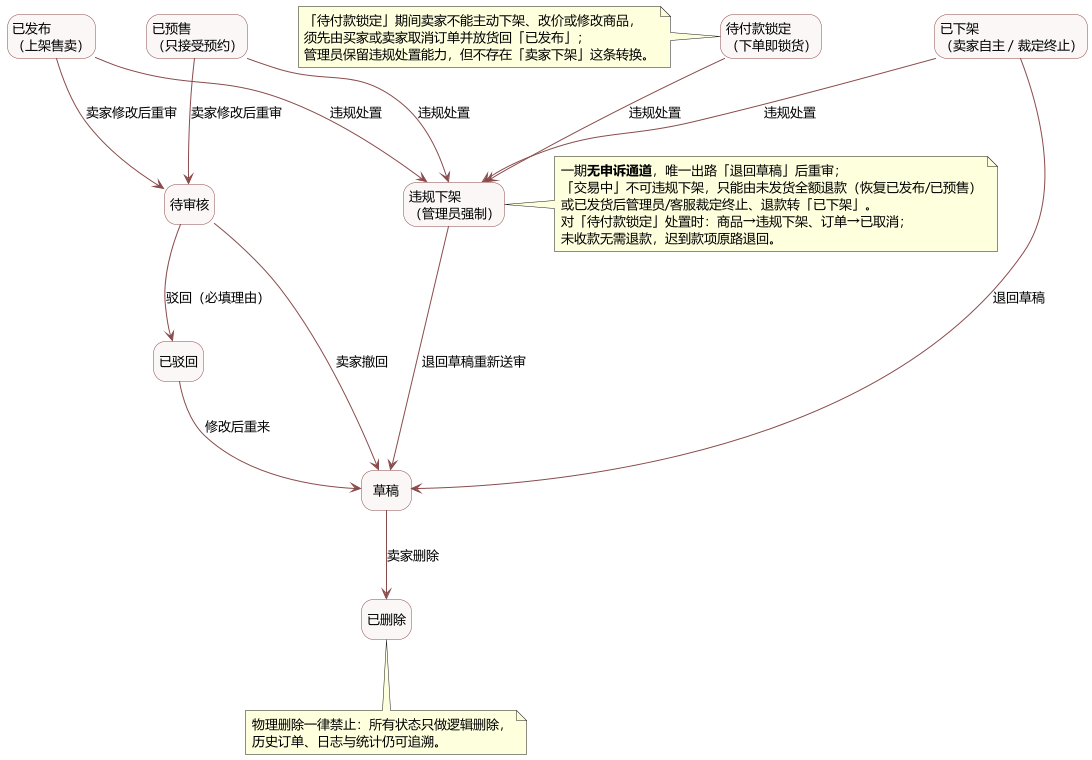 已发布
（上架售卖）
已预售
（只接受预约）
「待付款锁定」期间卖家不能主动下架、改价或修改商品，
须先由买家或卖家取消订单并放货回「已发布」；
管理员保留违规处置能力，但不存在「卖家下架」这条转换。
待付款锁定
（下单即锁货）
已下架
（卖家自主 / 裁定终止）
卖家修改后重审
卖家修改后重审
违规处置
违规处置
违规处置
违规处置
待审核
违规下架
（管理员强制）
一期无申诉通道，唯一出路「退回草稿」后重审；
「交易中」不可违规下架，只能由未发货全额退款（恢复已发布/已预售）
或已发货后管理员/客服裁定终止、退款转「已下架」。
对「待付款锁定」处置时：商品→违规下架、订单→已取消；
未收款无需退款，迟到款项原路退回。
驳回（必填理由）
退回草稿
已驳回
卖家撤回
退回草稿重新送审
修改后重来
草稿
卖家删除
已删除
物理删除一律禁止：所有状态只做逻辑删除，
历史订单、日志与统计仍可追溯。